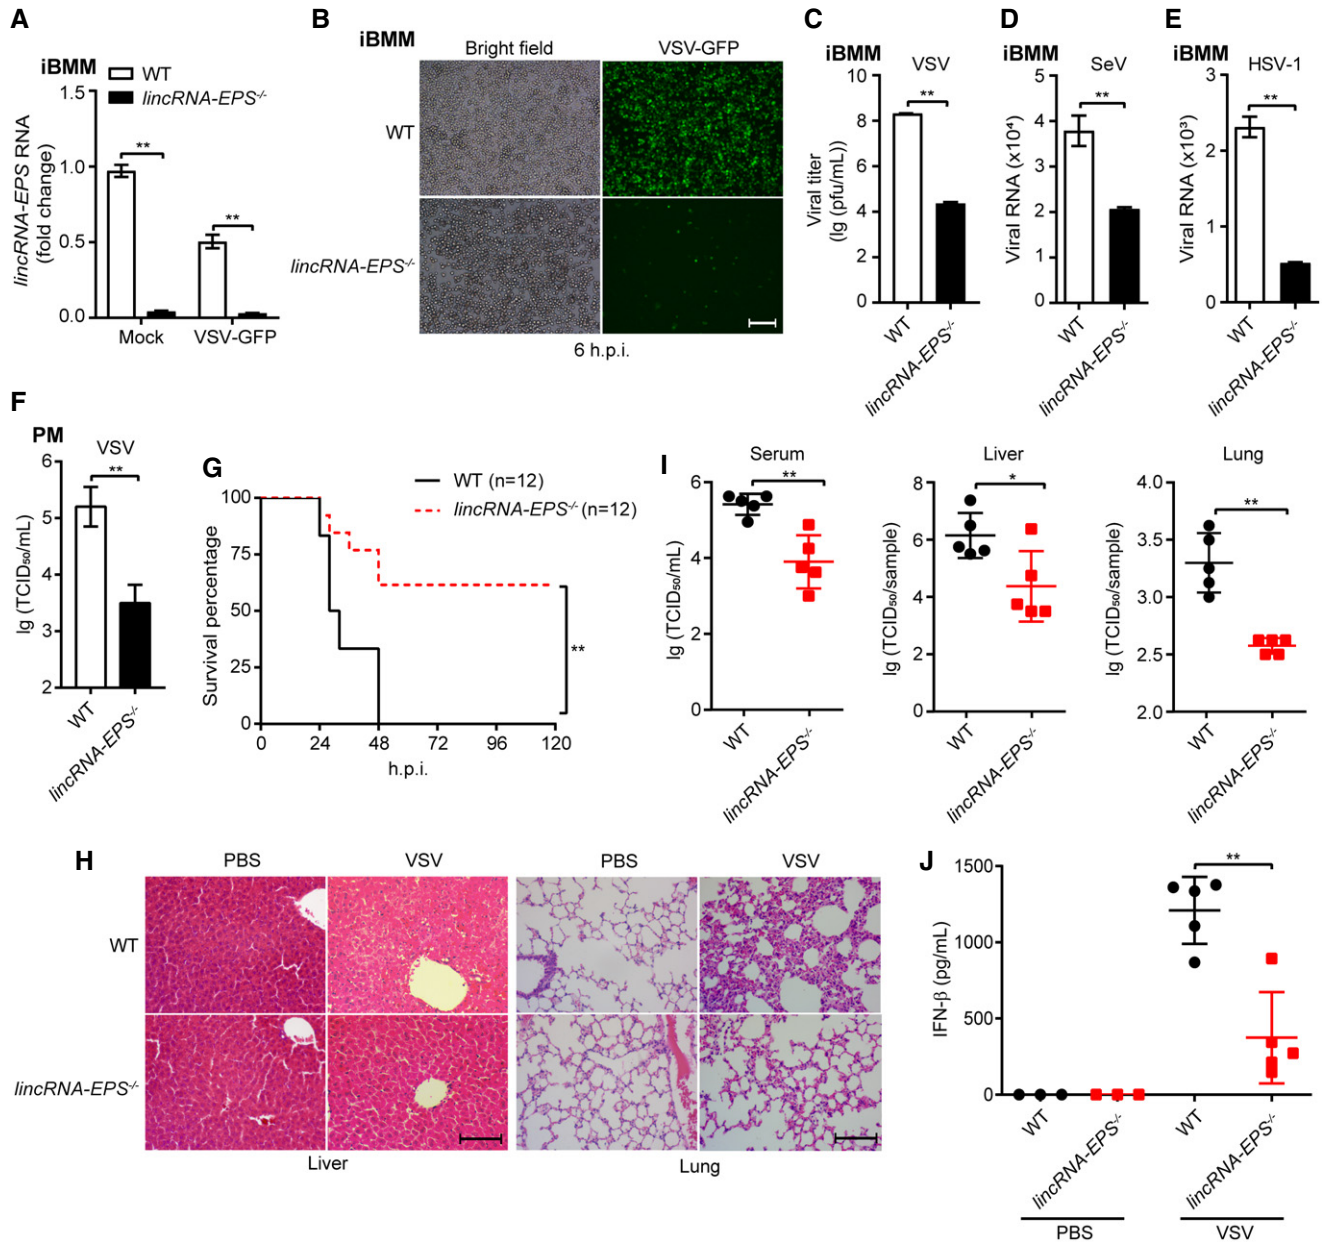 A
iBMM
WT
lincRNA-EPS-/-
lincRNA-EPS RNA
(fold change)
1.5
1.0
0.5
0.0
**
**
Mock
VSV-GFP
B
iBMM
Bright field
VSV-GFP
WT
lincRNA-EPS-/-
6 h.p.i.
C
iBMM
VSV
Viral titer
(lg (pfu/mL))
10
8
6
4
2
0
**
WT
lincRNA-EPS-/-
D
iBMM
SeV
Viral RNA (x10⁴)
5
4
3
2
1
0
**
WT
lincRNA-EPS-/-
E
iBMM
HSV-1
Viral RNA (x10³)
3
2
1
0
**
WT
lincRNA-EPS-/-
F
PM
VSV
lg (TCID₅₀/mL)
6
5
4
3
2
**
WT
lincRNA-EPS-/-
G
WT (n=12)
lincRNA-EPS-/- (n=12)
Survival percentage
100
75
50
25
0
**
0 24 48 72 96 120
h.p.i.
I
Serum
lg (TCID₅₀/mL)
6
4
2
0
**
WT
lincRNA-EPS-/-
Liver
lg (TCID₅₀/sample)
8
6
4
2
0
*
WT
lincRNA-EPS-/-
Lung
lg (TCID₅₀/sample)
4.0
3.5
3.0
2.5
2.0
**
WT
lincRNA-EPS-/-
H
PBS
VSV
PBS
VSV
WT
lincRNA-EPS-/-
Liver
Lung
J
IFN-β (pg/mL)
1500
1000
500
0
**
WT
lincRNA-EPS-/-
WT
lincRNA-EPS-/-
PBS
VSV